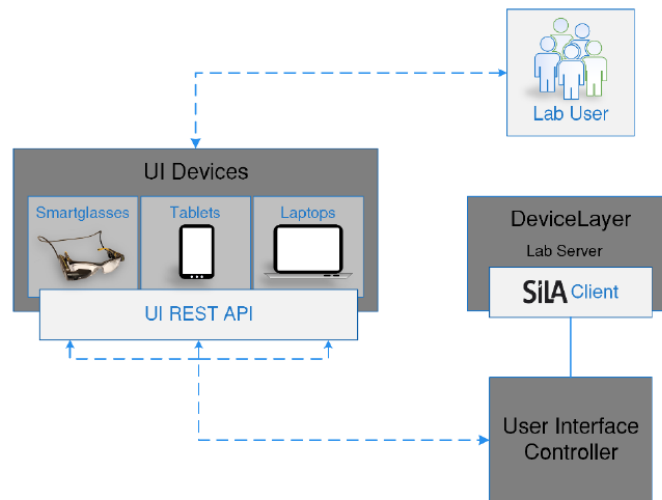 Lab User
UI Devices
Smartglasses
Tablets
Laptops
UI REST API
DeviceLayer
Lab Server
SiLA Client
User Interface
Controller